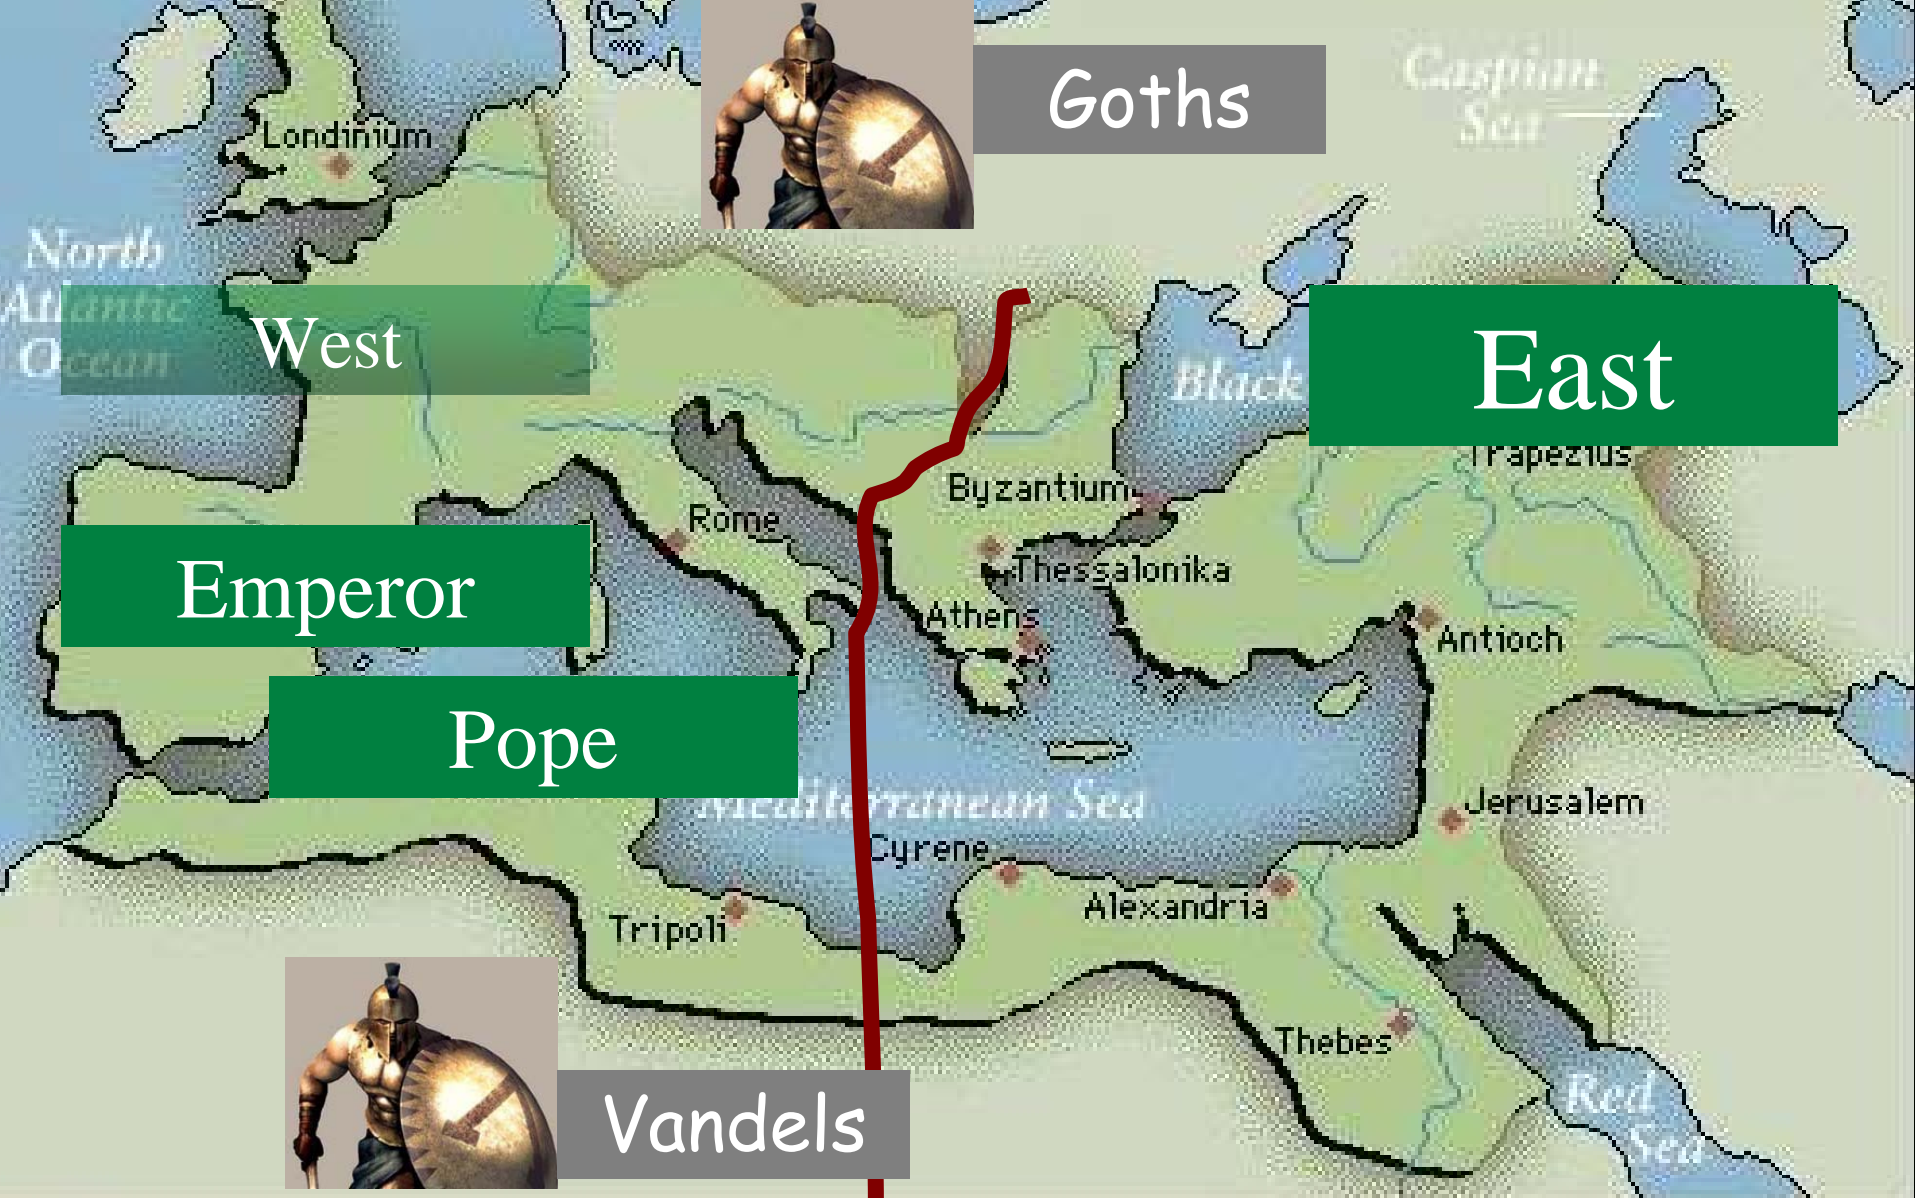 Goths
Caspian
Sea
Londinium
North
Atlantic
Ocean
West
East
Black
Trapezius
Byzantium
Rome
Emperor
Thessalonika
Athens
Antioch
Pope
Mediterranean Sea
Jerusalem
Cyrene
Alexandria
Tripoli
Thebes
Vandels
Red
Sea